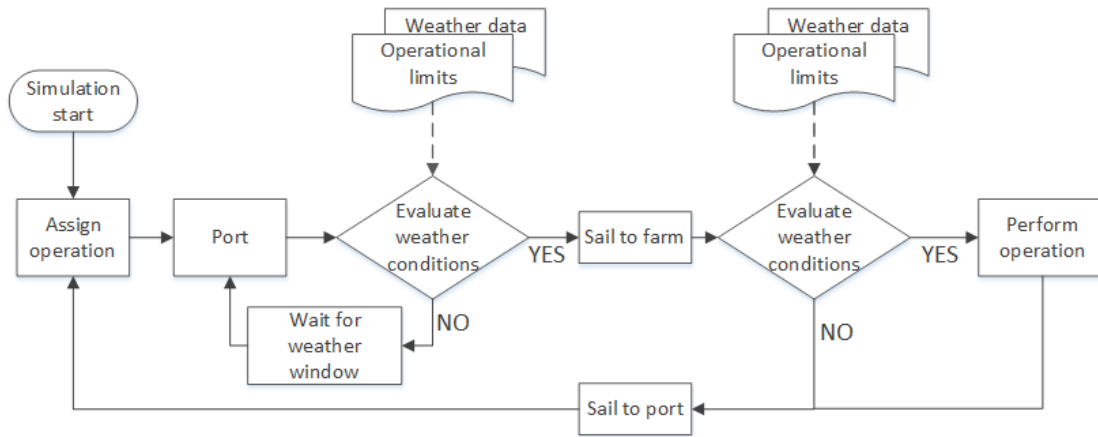 Weather data
Operational
limits
Weather data
Operational
limits
Simulation
start
Assign
operation
Port
Evaluate
weather
conditions
YES
Sail to farm
Evaluate
weather
conditions
YES
Perform
operation
NO
Wait for
weather
window
NO
Sail to port